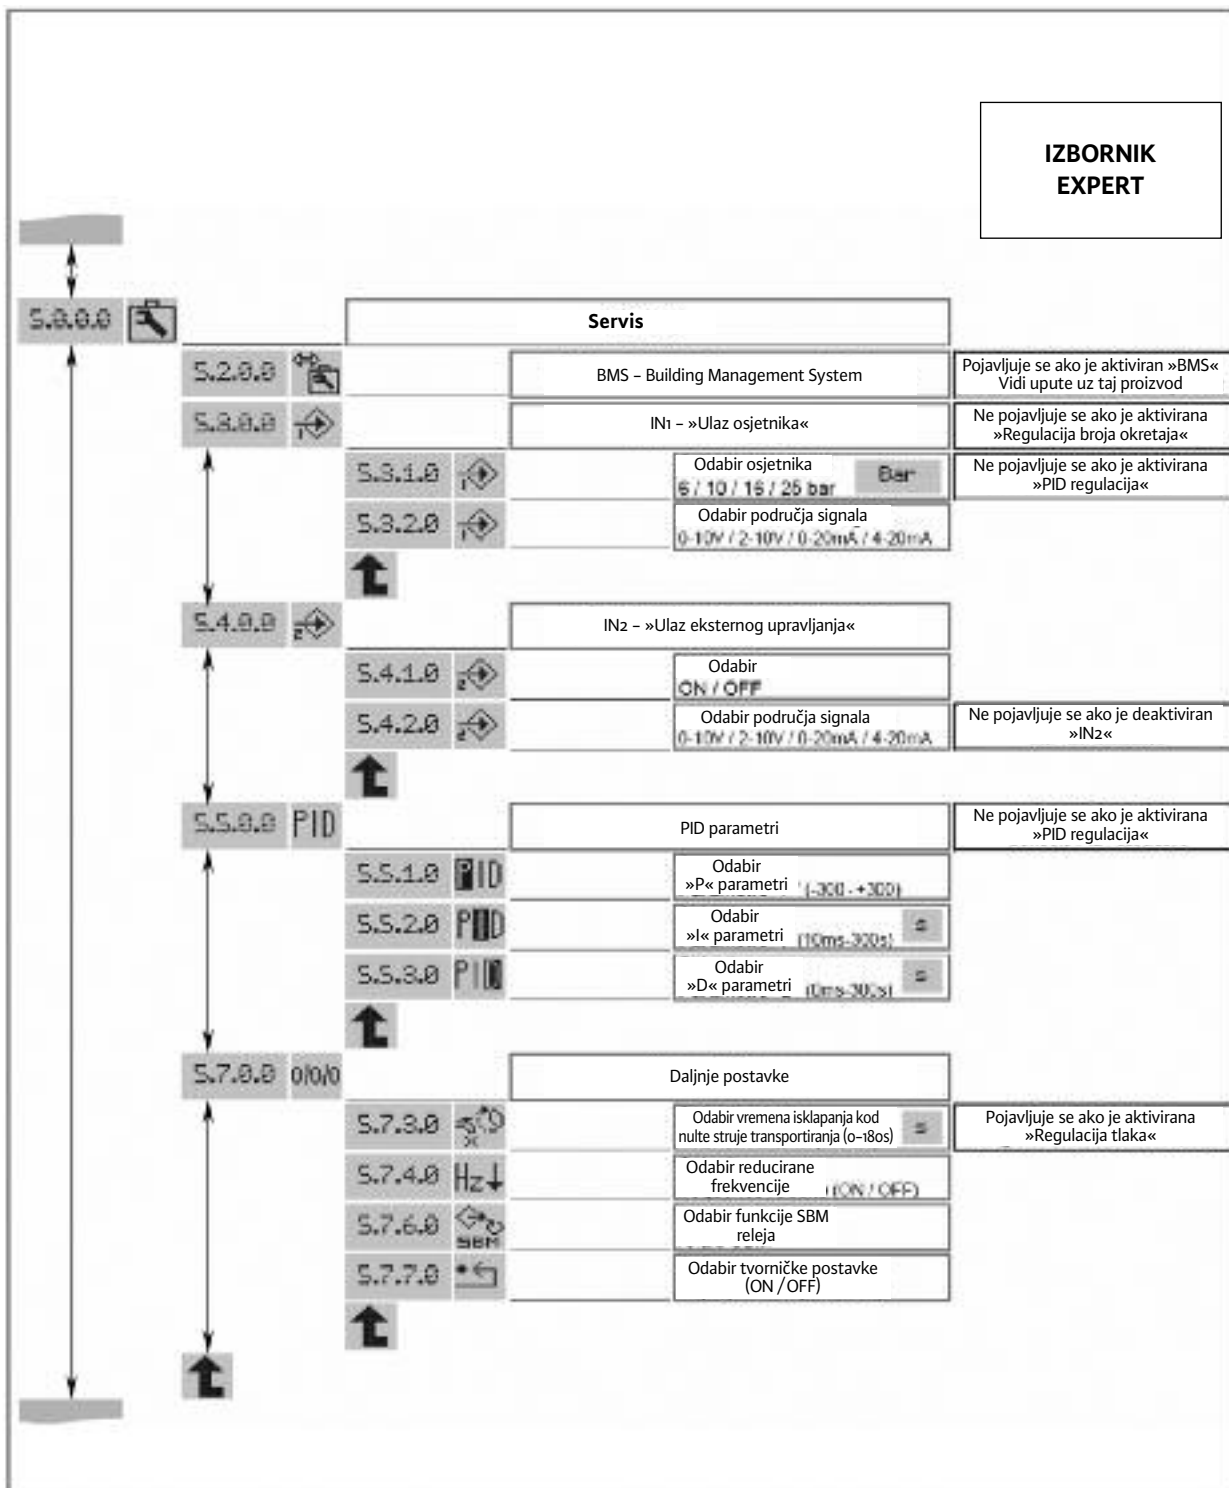 IZBORNIK
EXPERT
5.0.0.0
Servis
5.2.0.0
BMS – Building Management System
Pojavljuje se ako je aktiviran »BMS«
Vidi upute uz taj proizvod
5.3.0.0
1
IN1 – »Ulaz osjetnika«
Ne pojavljuje se ako je aktivirana
»Regulacija broja okretaja«
5.3.1.0
1
Odabir osjetnika
6 / 10 / 16 / 25 bar
Bar
Ne pojavljuje se ako je aktivirana
»PID regulacija«
5.3.2.0
1
Odabir područja signala
0-10V / 2-10V / 0-20mA / 4-20mA
5.4.0.0
2
IN2 – »Ulaz eksternog upravljanja«
5.4.1.0
2
Odabir
ON / OFF
5.4.2.0
2
Odabir područja signala
0-10V / 2-10V / 0-20mA / 4-20mA
Ne pojavljuje se ako je deaktiviran
»IN2«
5.5.0.0
PID
PID parametri
Ne pojavljuje se ako je aktivirana
»PID regulacija«
5.5.1.0
PID
Odabir
»P« parametri (-300 - +300)
5.5.2.0
PID
Odabir
»I« parametri (10ms-300s)
s
5.5.3.0
PID
Odabir
»D« parametri (0ms-300s)
s
5.7.0.0
0/0/0
Daljnje postavke
5.7.3.0
Odabir vremena isklapanja kod
nulte struje transportiranja (0–180s)
s
Pojavljuje se ako je aktivirana
»Regulacija tlaka«
5.7.4.0
Hz
Odabir reducirane
frekvencije (ON / OFF)
5.7.6.0
SBM
Odabir funkcije SBM
releja
5.7.7.0
Odabir tvorničke postavke
(ON / OFF)